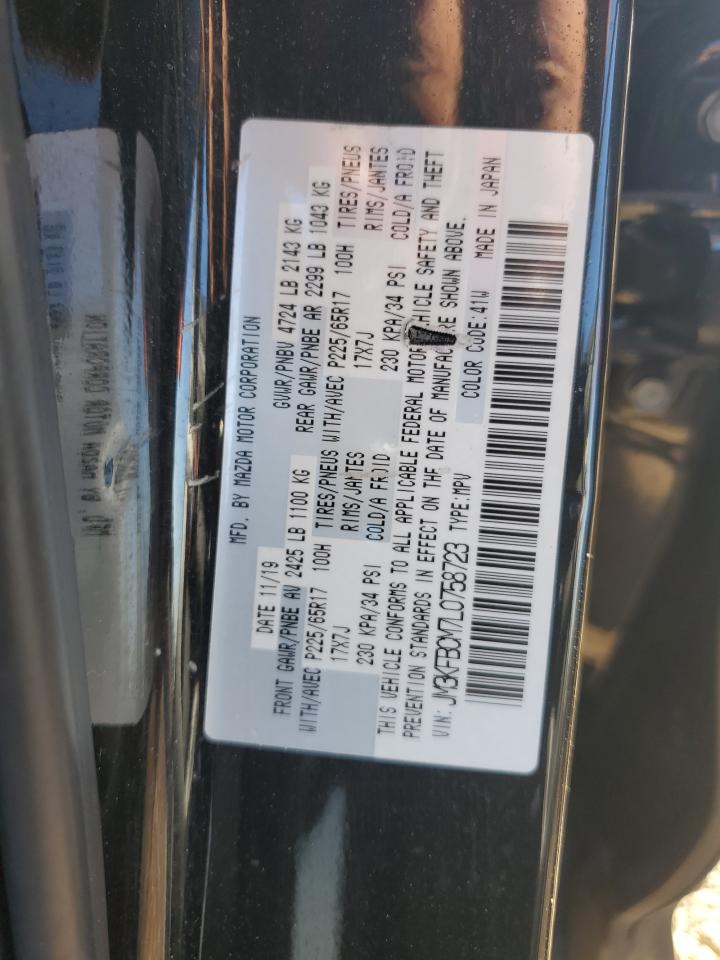 MFD. BY MAZDA MOTOR CORPORATION
DATE 11/19 GVWR/PNBV 4724 LB 2143 KG
FRONT GAWR/PNBE AV 2425 LB 1100 KG REAR GAWR/PNBE AR 2299 LB 1043 KG
WITH/AVEC P225/65R17 100H TIRES/PNEUS WITH/AVEC P225/65R17 100H TIRES/PNEUS
17X7J RIMS/JANTES 17X7J RIMS/JANTES
230 KPA/34 PSI COLD/A FROID 230 KPA/34 PSI COLD/A FROID
THIS VEHICLE CONFORMS TO ALL APPLICABLE FEDERAL MOTOR VEHICLE SAFETY AND THEFT
PREVENTION STANDARDS IN EFFECT ON THE DATE OF MANUFACTURE SHOWN ABOVE.
VIN: JM3KFBCM7L0758723 TYPE:MPV COLOR CODE:41W MADE IN JAPAN